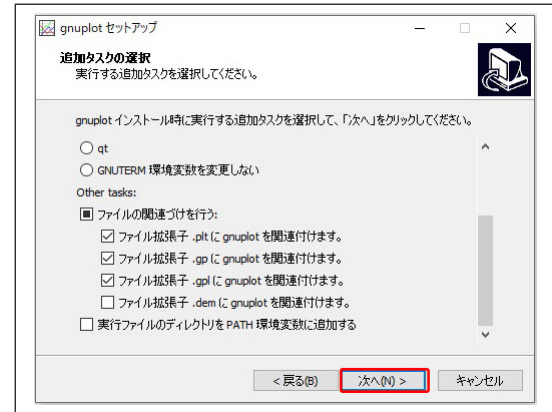 gnuplot セットアップ
追加タスクの選択
実行する追加タスクを選択してください。
gnuplot インストール時に実行する追加タスクを選択して、「次へ」をクリックしてください。
qt
GNUTERM 環境変数を変更しない
Other tasks:
ファイルの関連づけを行う:
ファイル拡張子 .plt に gnuplot を関連付けます。
ファイル拡張子 .gp に gnuplot を関連付けます。
ファイル拡張子 .gpl に gnuplot を関連付けます。
ファイル拡張子 .dem に gnuplot を関連付けます。
実行ファイルのディレクトリを PATH 環境変数に追加する
< 戻る(B) 次へ(N) > キャンセル